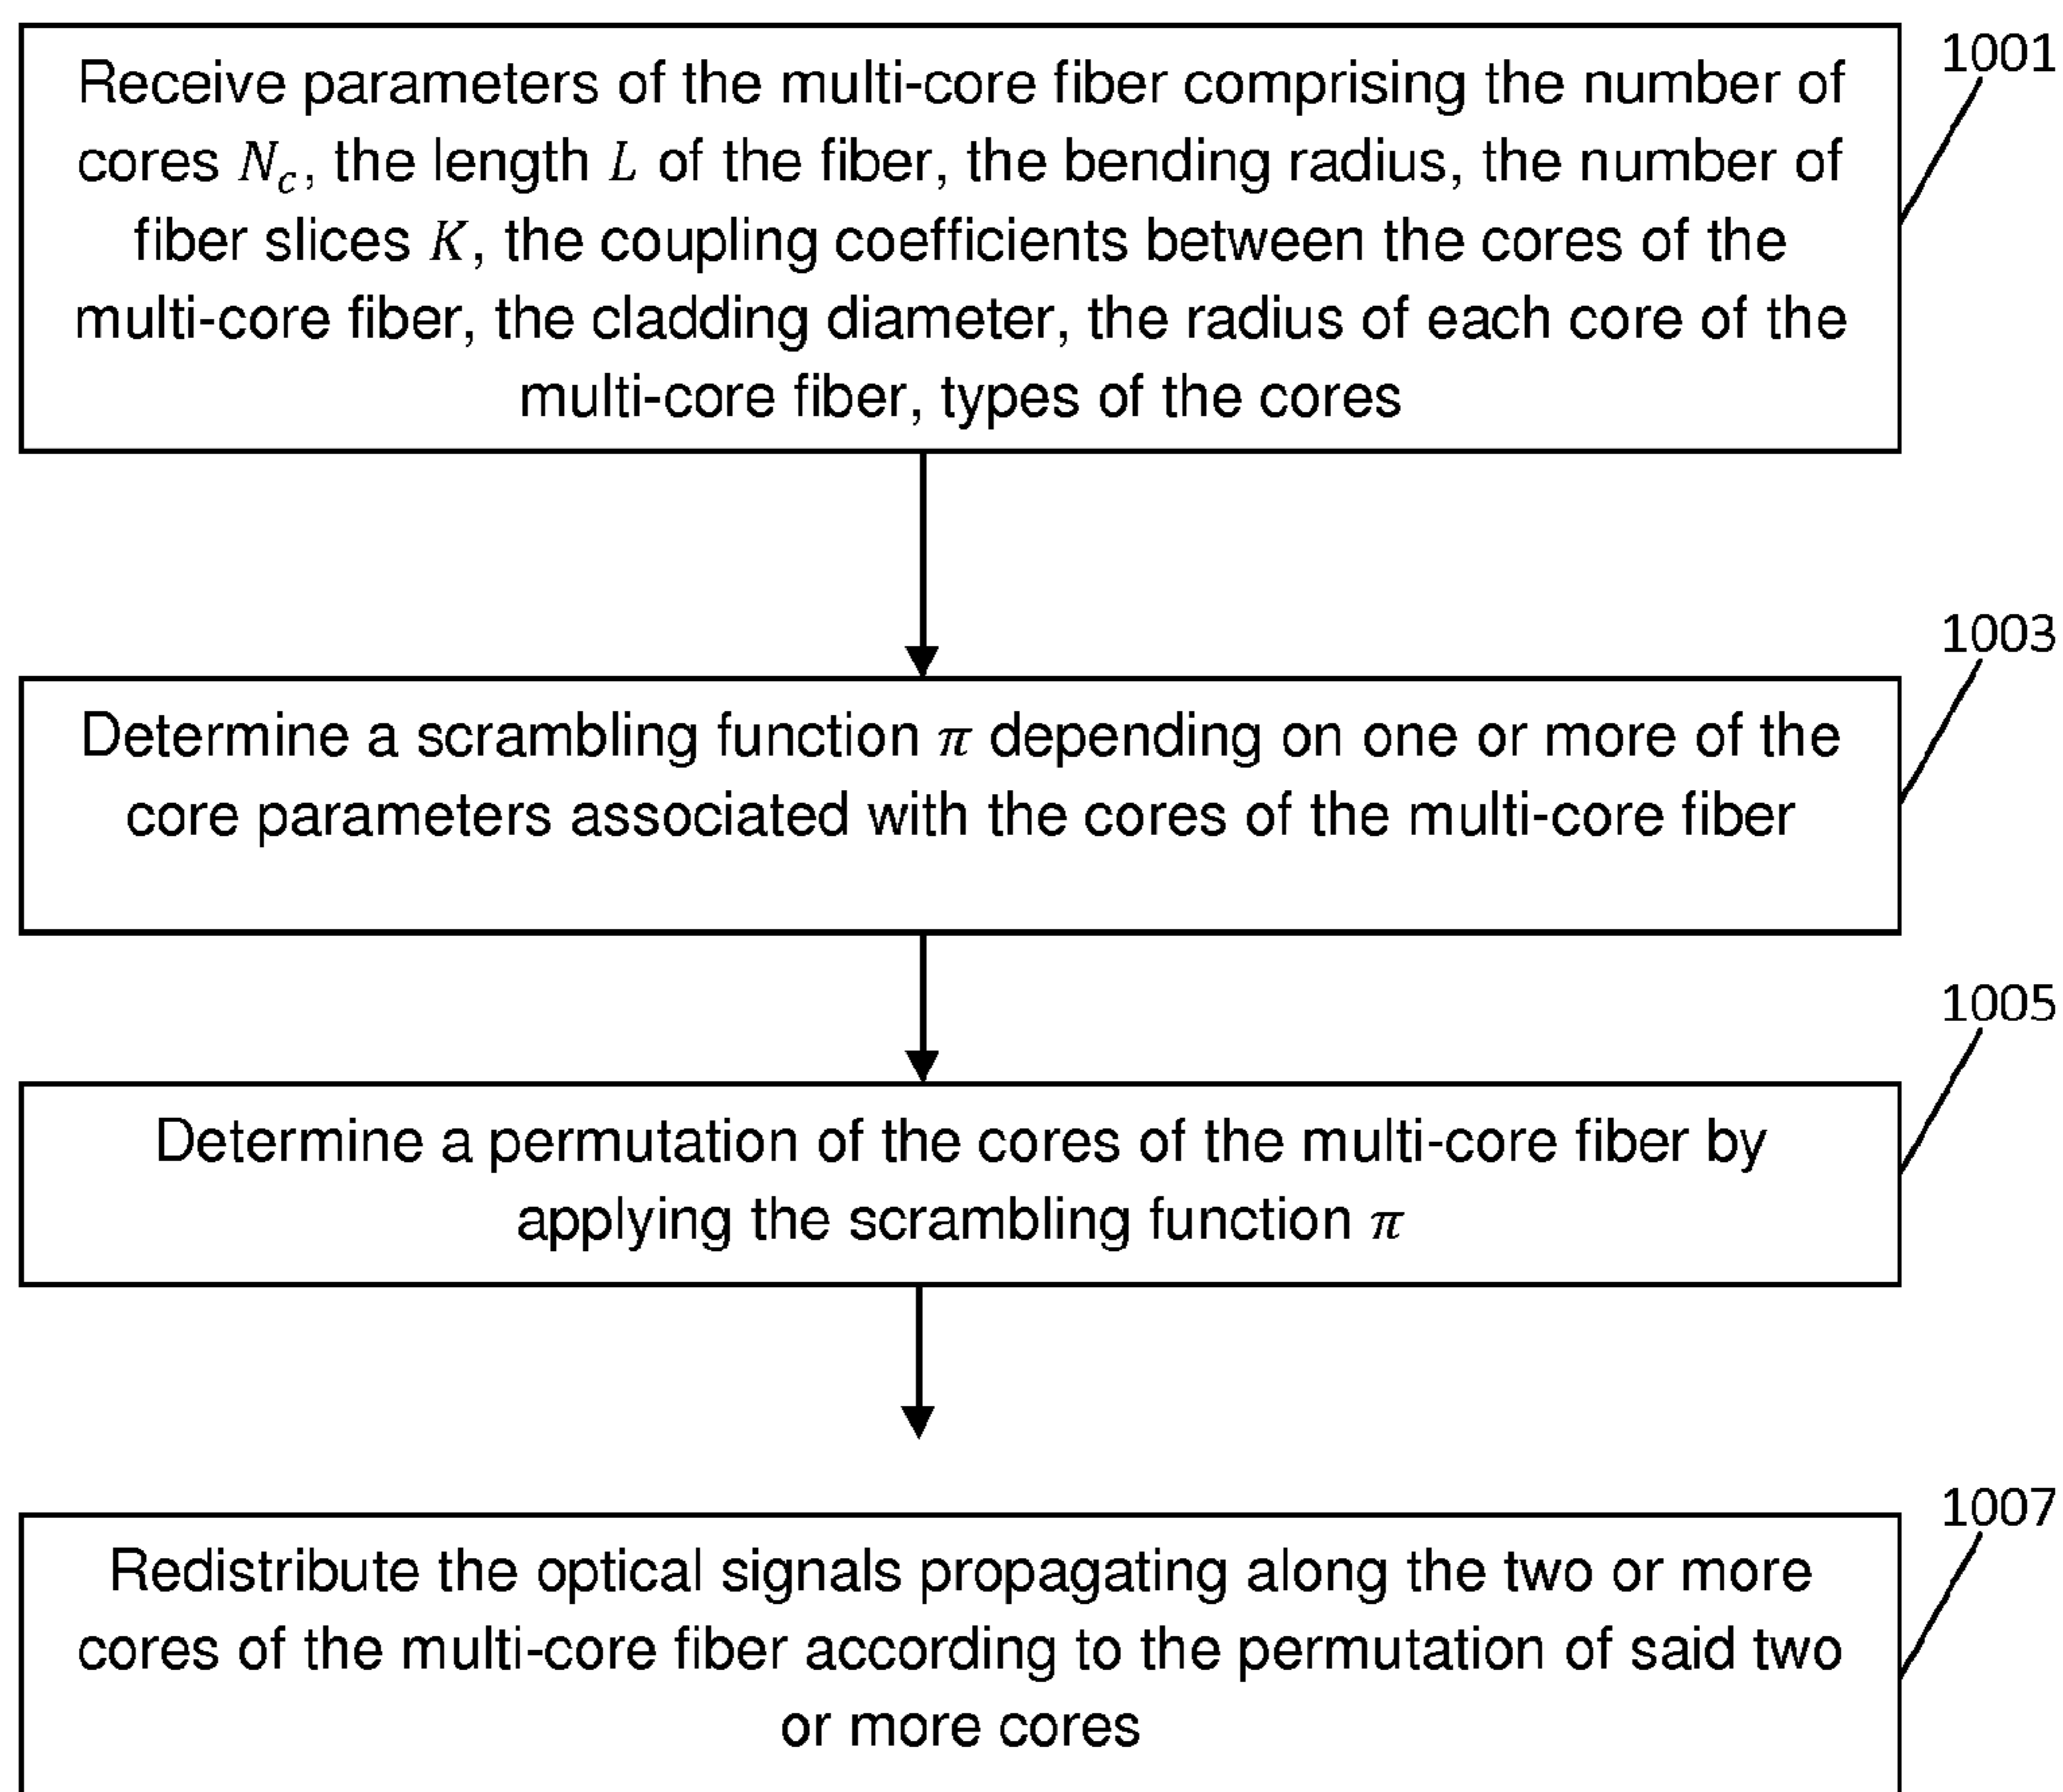 1001
Receive parameters of the multi-core fiber comprising the number of
cores N_c, the length L of the fiber, the bending radius, the number of
fiber slices K, the coupling coefficients between the cores of the
multi-core fiber, the cladding diameter, the radius of each core of the
multi-core fiber, types of the cores
1003
Determine a scrambling function π depending on one or more of the
core parameters associated with the cores of the multi-core fiber
1005
Determine a permutation of the cores of the multi-core fiber by
applying the scrambling function π
1007
Redistribute the optical signals propagating along the two or more
cores of the multi-core fiber according to the permutation of said two
or more cores